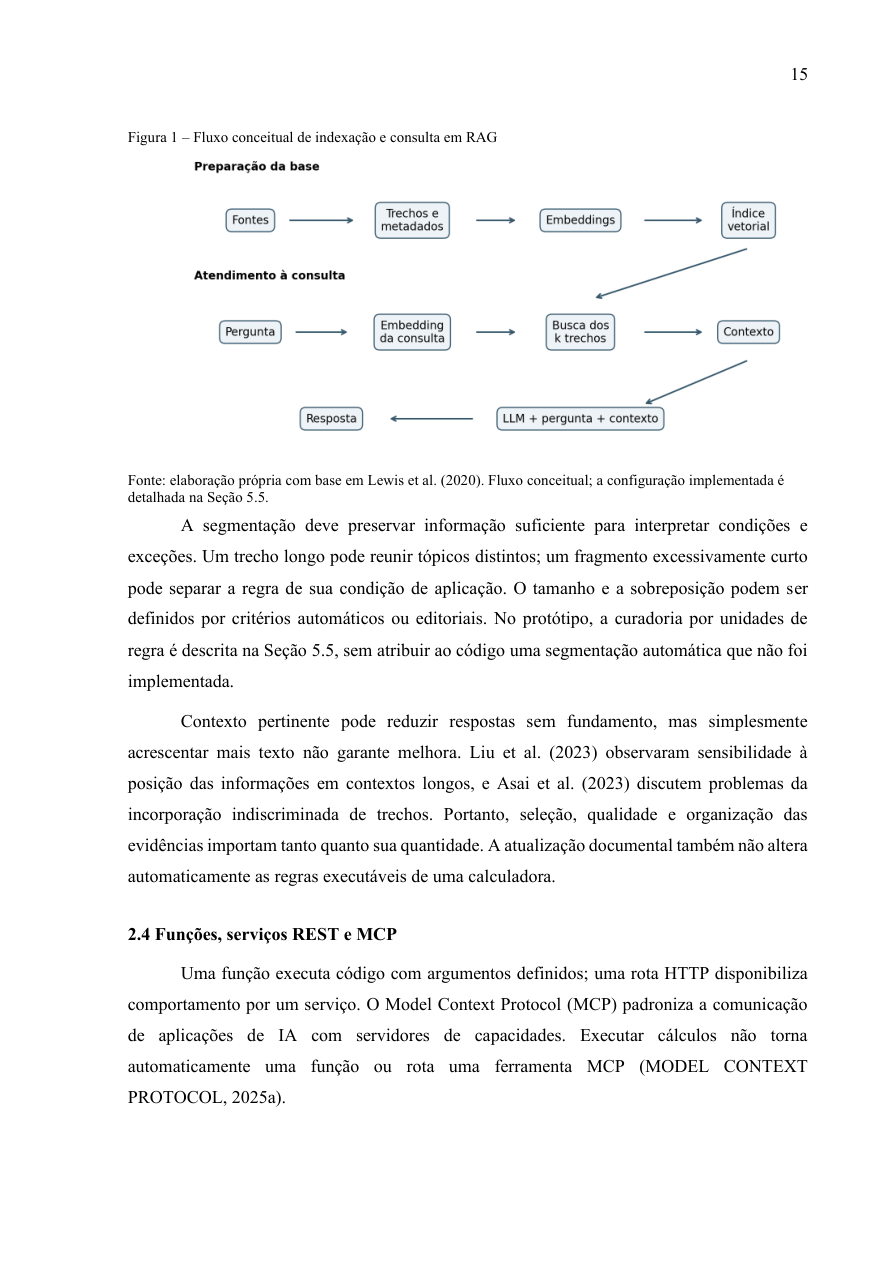 15
Figura 1 – Fluxo conceitual de indexação e consulta em RAG
Preparação da base
Fontes
Trechos e
metadados
Embeddings
Índice
vetorial
Atendimento à consulta
Pergunta
Embedding
da consulta
Busca dos
k trechos
Contexto
Resposta
LLM + pergunta + contexto
Fonte: elaboração própria com base em Lewis et al. (2020). Fluxo conceitual; a configuração implementada é
detalhada na Seção 5.5.
A segmentação deve preservar informação suficiente para interpretar condições e
exceções. Um trecho longo pode reunir tópicos distintos; um fragmento excessivamente curto
pode separar a regra de sua condição de aplicação. O tamanho e a sobreposição podem ser
definidos por critérios automáticos ou editoriais. No protótipo, a curadoria por unidades de
regra é descrita na Seção 5.5, sem atribuir ao código uma segmentação automática que não foi
implementada.
Contexto pertinente pode reduzir respostas sem fundamento, mas simplesmente
acrescentar mais texto não garante melhora. Liu et al. (2023) observaram sensibilidade à
posição das informações em contextos longos, e Asai et al. (2023) discutem problemas da
incorporação indiscriminada de trechos. Portanto, seleção, qualidade e organização das
evidências importam tanto quanto sua quantidade. A atualização documental também não altera
automaticamente as regras executáveis de uma calculadora.
2.4 Funções, serviços REST e MCP
Uma função executa código com argumentos definidos; uma rota HTTP disponibiliza
comportamento por um serviço. O Model Context Protocol (MCP) padroniza a comunicação
de aplicações de IA com servidores de capacidades. Executar cálculos não torna
automaticamente uma função ou rota uma ferramenta MCP (MODEL CONTEXT
PROTOCOL, 2025a).